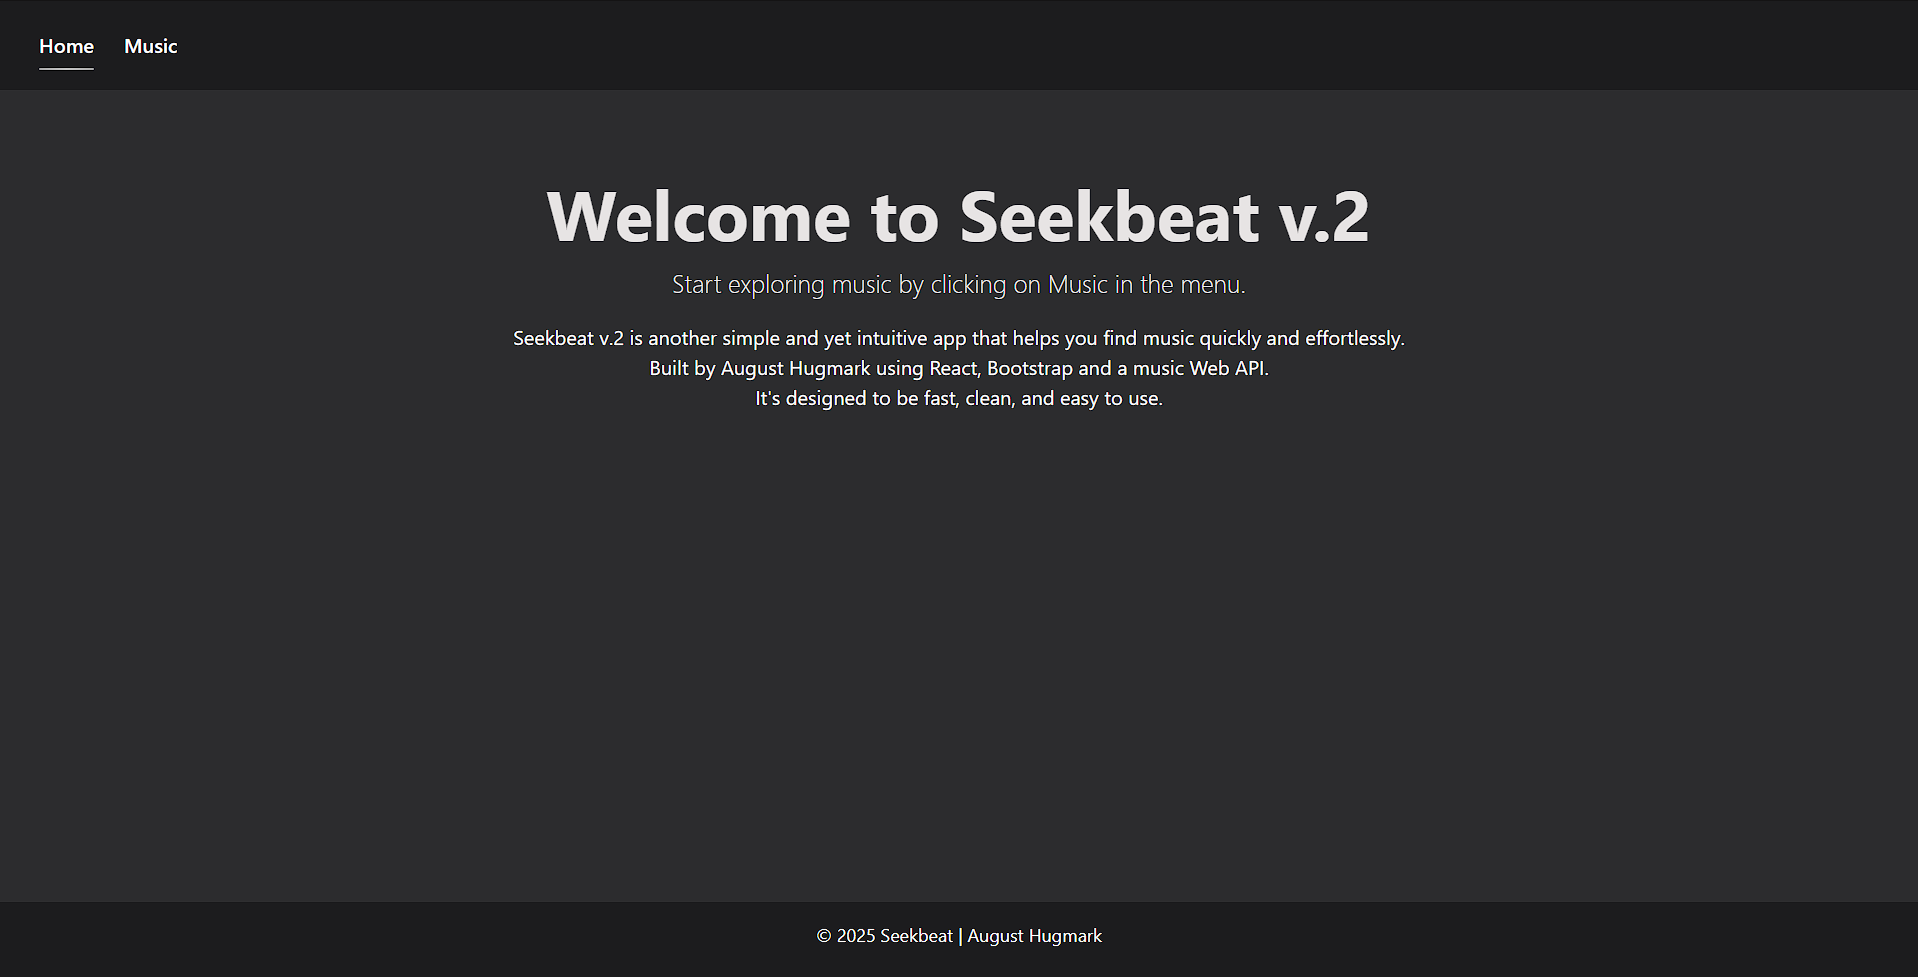 Home Music
Welcome to Seekbeat v.2
Start exploring music by clicking on Music in the menu.
Seekbeat v.2 is another simple and yet intuitive app that helps you find music quickly and effortlessly.
Built by August Hugmark using React, Bootstrap and a music Web API.
It's designed to be fast, clean, and easy to use.
© 2025 Seekbeat | August Hugmark